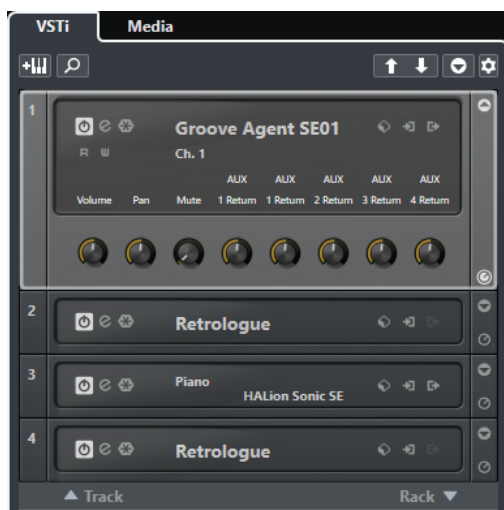 VSTi Media
1
Groove Agent SE01
R W
Ch. 1
AUX AUX AUX AUX AUX
Volume Pan Mute 1 Return 1 Return 2 Return 3 Return 4 Return
2
Retrologue
3
Piano
HALion Sonic SE
4
Retrologue
Track Rack